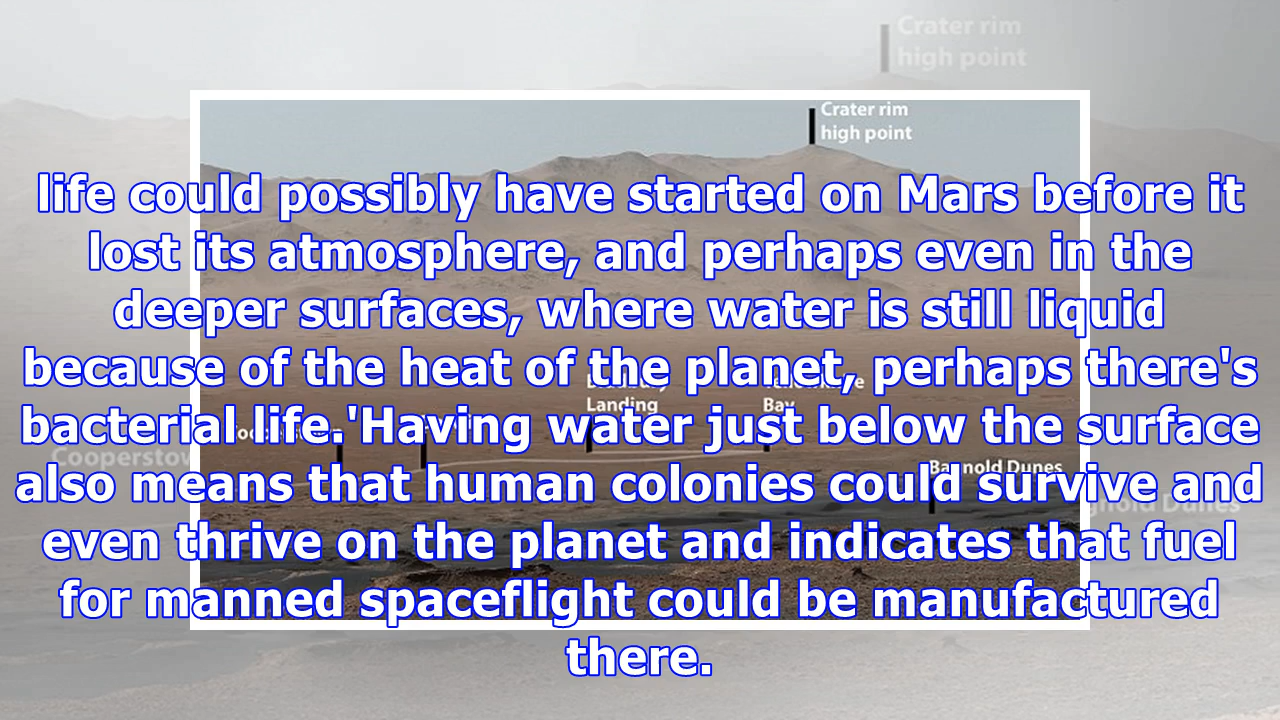 Crater rim
high point
Crater rim
high point
life could possibly have started on Mars before it
lost its atmosphere, and perhaps even in the
deeper surfaces, where water is still liquid
because of the heat of the planet, perhaps there's
bacterial life.'Having water just below the surface
also means that human colonies could survive and
even thrive on the planet and indicates that fuel
for manned spaceflight could be manufactured
there.
Landing
Bay
Bagnold Dunes
Dunes